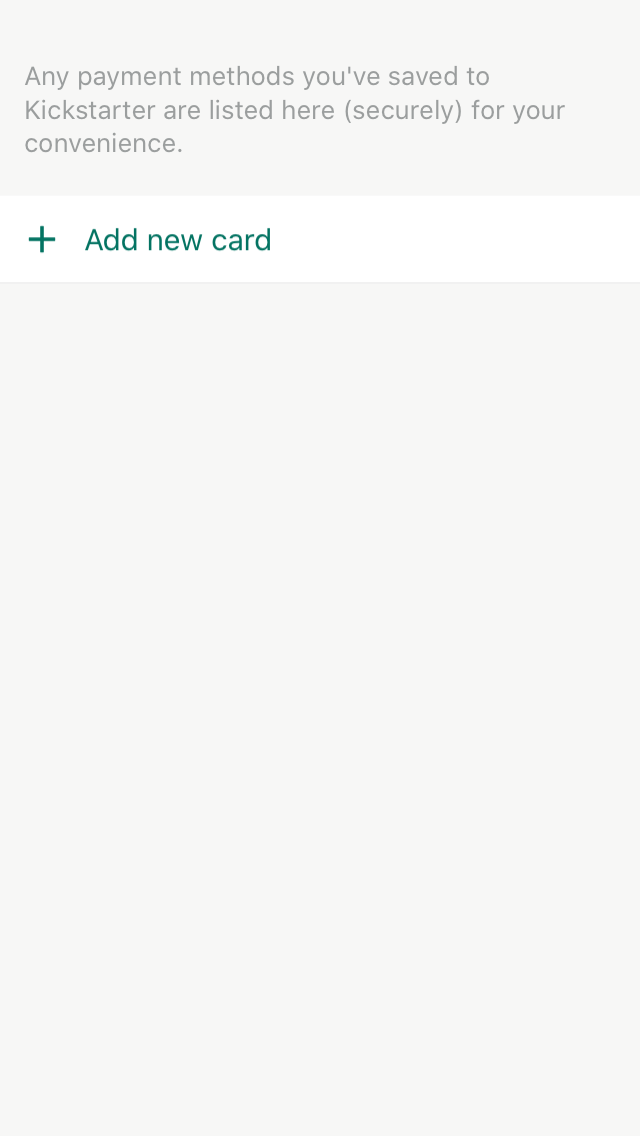 Any payment methods you've saved to
Kickstarter are listed here (securely) for your
convenience.
Add new card